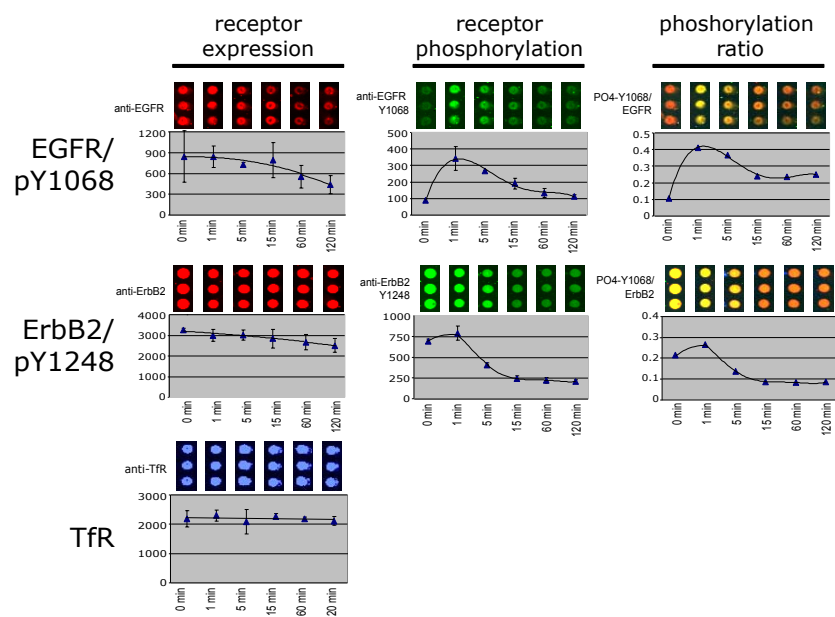 receptor
expression
receptor
phosphorylation
phoshorylation
ratio
EGFR/
pY1068
anti-EGFR
1200
900
600
300
0
0 min
1 min
5 min
15 min
60 min
120 min
anti-EGFR
Y1068
500
400
300
200
100
0
0 min
1 min
5 min
15 min
60 min
120 min
PO4-Y1068/
EGFR
0.5
0.4
0.3
0.2
0.1
0
0 min
1 min
5 min
15 min
60 min
120 min
ErbB2/
pY1248
anti-ErbB2
4000
3000
2000
1000
0
0 min
1 min
5 min
15 min
60 min
120 min
anti-ErbB2
Y1248
1000
750
500
250
0
0 min
1 min
5 min
15 min
60 min
120 min
PO4-Y1068/
ErbB2
0.4
0.3
0.2
0.1
0
0 min
1 min
5 min
15 min
60 min
120 min
TfR
anti-TfR
3000
2000
1000
0
0 min
1 min
5 min
15 min
60 min
20 min